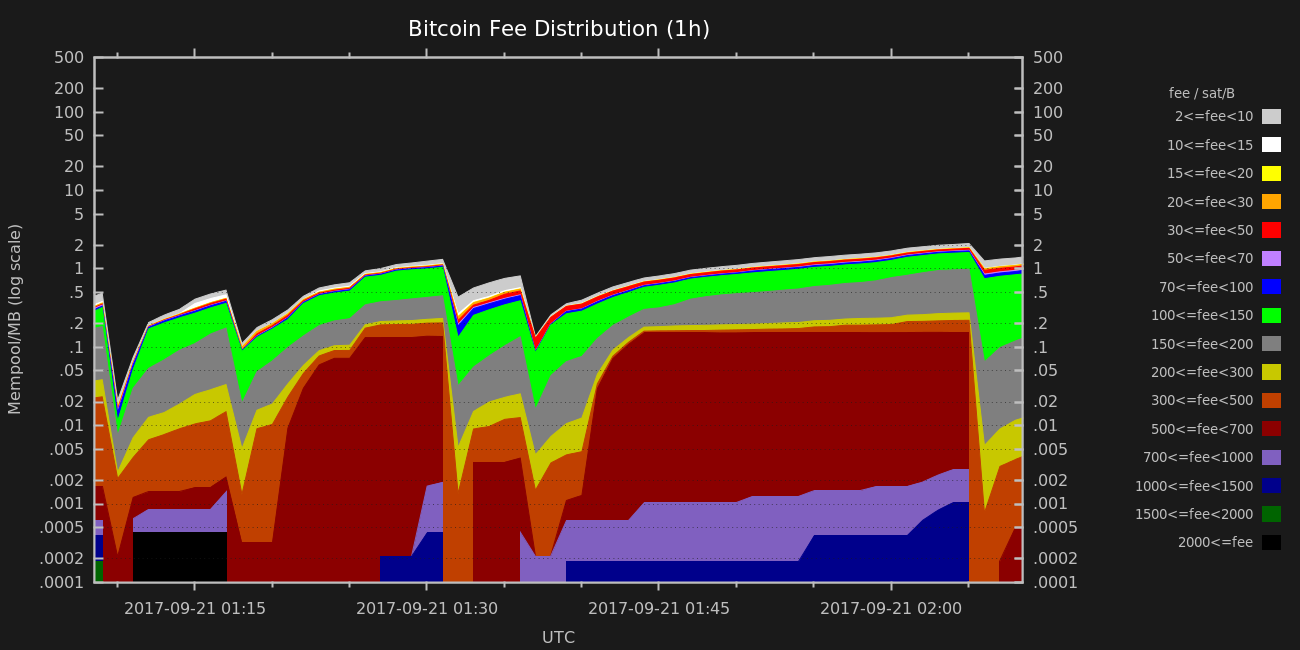 Bitcoin Fee Distribution (1h)
Mempool/MB (log scale)
500
200
100
50
20
10
5
2
1
.5
.2
.1
.05
.02
.01
.005
.002
.001
.0005
.0002
.0001
500
200
100
50
20
10
5
2
1
.5
.2
.1
.05
.02
.01
.005
.002
.001
.0005
.0002
.0001
2017-09-21 01:15
2017-09-21 01:30
2017-09-21 01:45
2017-09-21 02:00
UTC
fee / sat/B
2<=fee<10
10<=fee<15
15<=fee<20
20<=fee<30
30<=fee<50
50<=fee<70
70<=fee<100
100<=fee<150
150<=fee<200
200<=fee<300
300<=fee<500
500<=fee<700
700<=fee<1000
1000<=fee<1500
1500<=fee<2000
2000<=fee